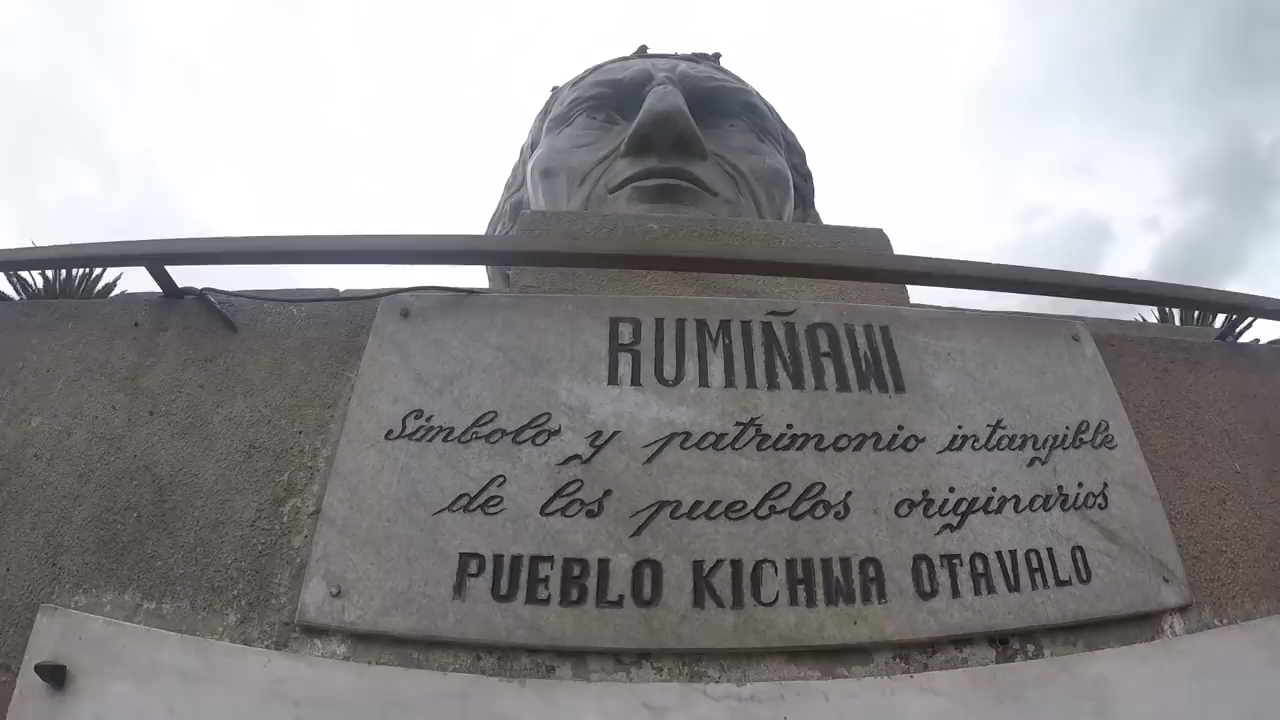 RUMIÑAWI
Símbolo y patrimonio intangible
de los pueblos originarios
PUEBLO KICHWA OTAVALO